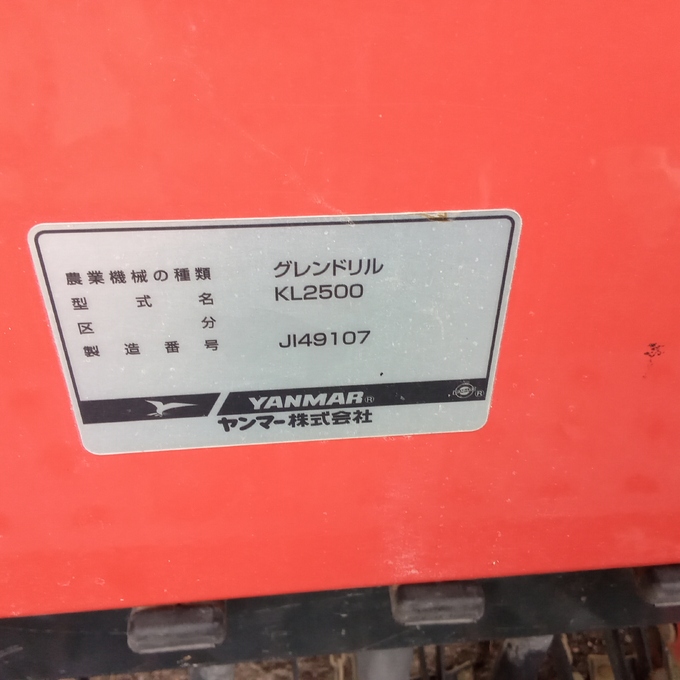 農業機械の種類 グレンドリル
型式名 KL2500
区分
製造番号 JI49107
YANMAR®
ヤンマー株式会社
®